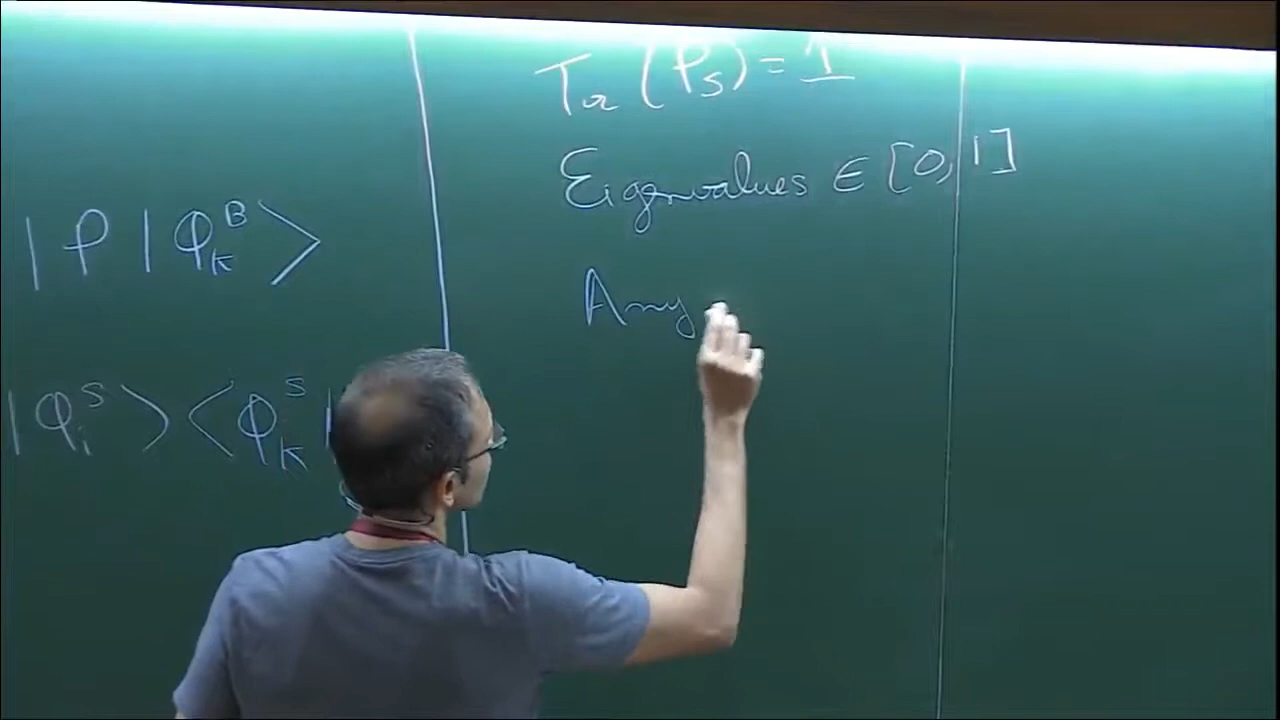 | ρ | φ_k^B ⟩
| φ_i^S ⟩ ⟨ φ_k^S |
Tr (ρ_S) = 1
Eigenvalues ∈ [0, 1]
Any